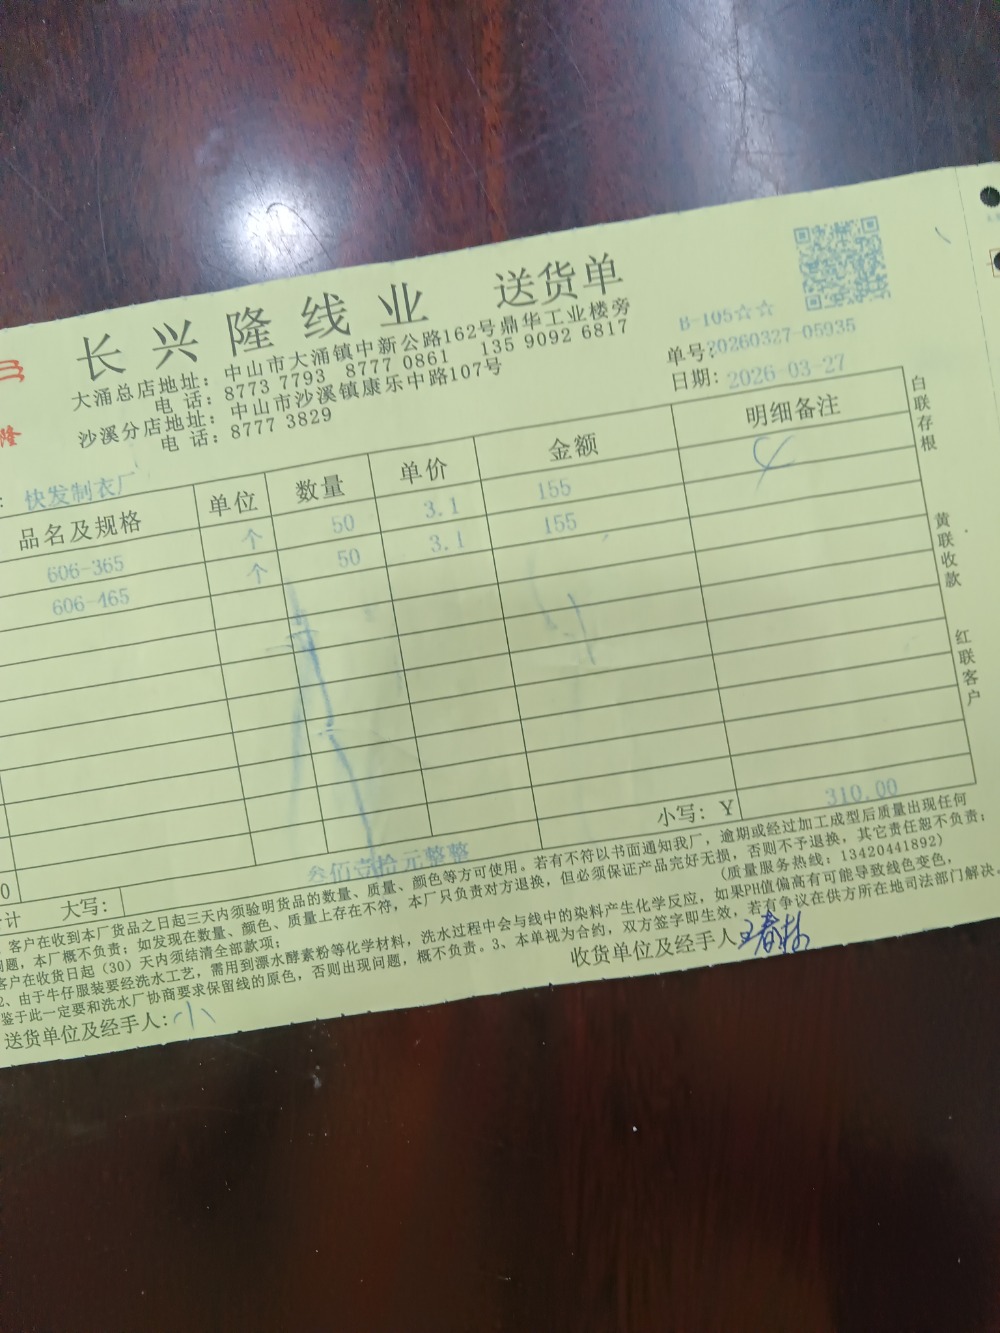 长兴隆线业 送货单
大涌总店地址：中山市大涌镇中新公路162号鼎华工业楼旁
电 话：8773 7793 8777 0861 135 9092 6817
沙溪分店地址：中山市沙溪镇康乐中路107号
电 话：8777 3829
隆
B-105☆☆
单号：20260327-05935
日期：2026-03-27
：快发制衣厂
品名及规格 单位 数量 单价 金额 明细备注
606-365 个 50 3.1 155
606-465 个 50 3.1 155
小写：Y 310.00
0
计 大写： 叁佰壹拾元整整
客户在收到本厂货品之日起三天内须验明货品的数量、质量、颜色等方可使用。若有不符以书面通知我厂，逾期或经过加工成型后质量出现任何
问题，本厂概不负责；如发现在数量、颜色、质量上存在不符，本厂只负责对方退换，但必须保证产品完好无损，否则不予退换，其它责任恕不负责；
客户在收货日起（30）天内须结清全部款项； （质量服务热线：13420441892）
2、由于牛仔服装要经洗水工艺，需用到漂水酵素粉等化学材料，洗水过程中会与线中的染料产生化学反应，如果PH值偏高有可能导致线色变色，
鉴于此一定要和洗水厂协商要求保留线的原色，否则出现问题，概不负责。3、本单视为合约，双方签字即生效，若有争议在供方所在地司法部门解决。
送货单位及经手人：小
收货单位及经手人
白联存根
黄联收款
红联客户